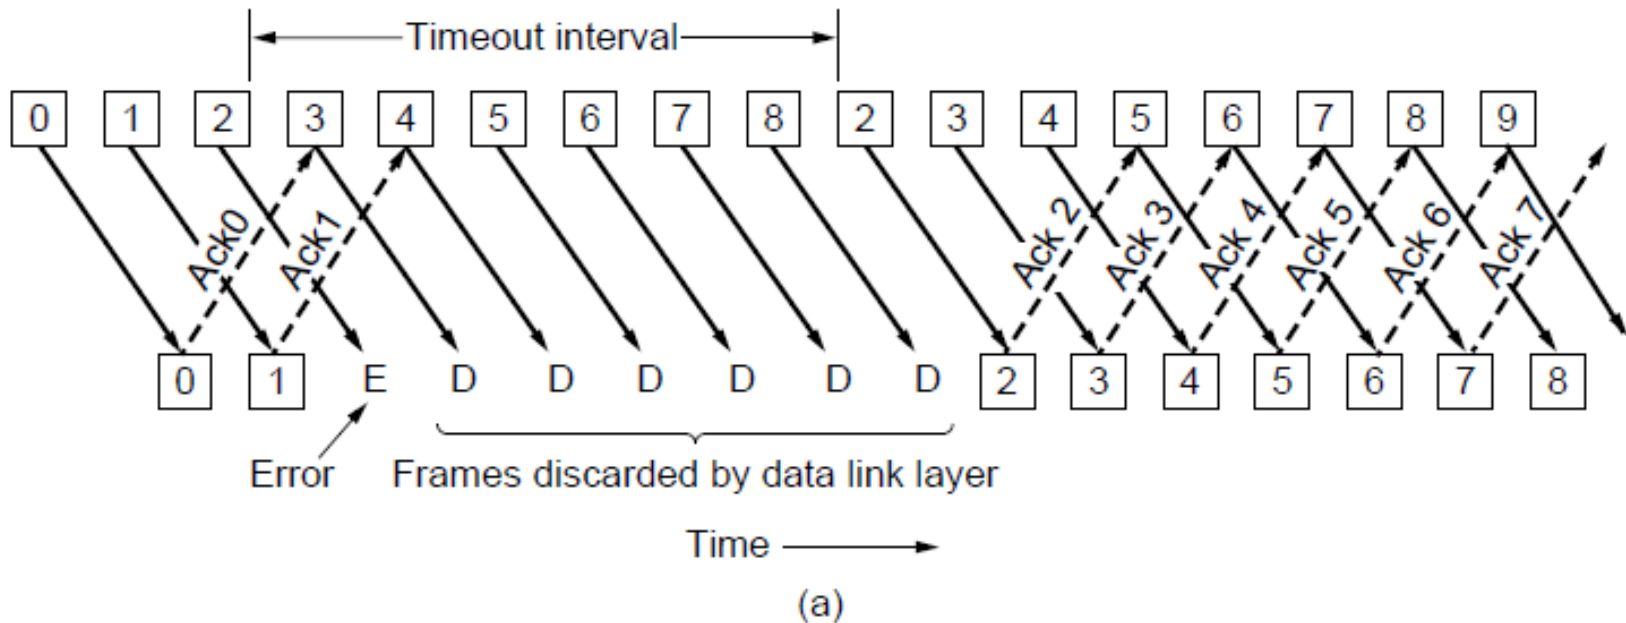 Timeout interval
0 1 2 3 4 5 6 7 8 2 3 4 5 6 7 8 9
Ack0 Ack1 Ack 2 Ack 3 Ack 4 Ack 5 Ack 6 Ack 7
0 1 E D D D D D D 2 3 4 5 6 7 8
Error Frames discarded by data link layer
Time
(a)